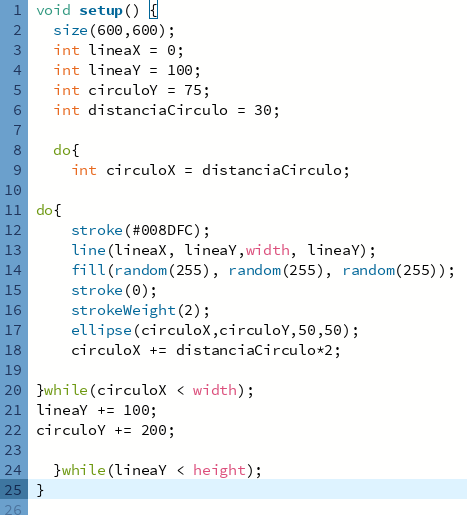 1 void setup() {
2 size(600,600);
3 int lineaX = 0;
4 int lineaY = 100;
5 int circuloY = 75;
6 int distanciaCirculo = 30;
7
8 do{
9 int circuloX = distanciaCirculo;
10
11 do{
12 stroke(#008DFC);
13 line(lineaX, lineaY,width, lineaY);
14 fill(random(255), random(255), random(255));
15 stroke(0);
16 strokeWeight(2);
17 ellipse(circuloX,circuloY,50,50);
18 circuloX += distanciaCirculo*2;
19
20 }while(circuloX < width);
21 lineaY += 100;
22 circuloY += 200;
23
24 }while(lineaY < height);
25 }
26